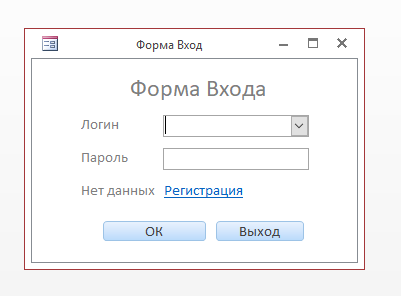 Форма Вход
Форма Входа
Логин
Пароль
Нет данных Регистрация
ОК Выход